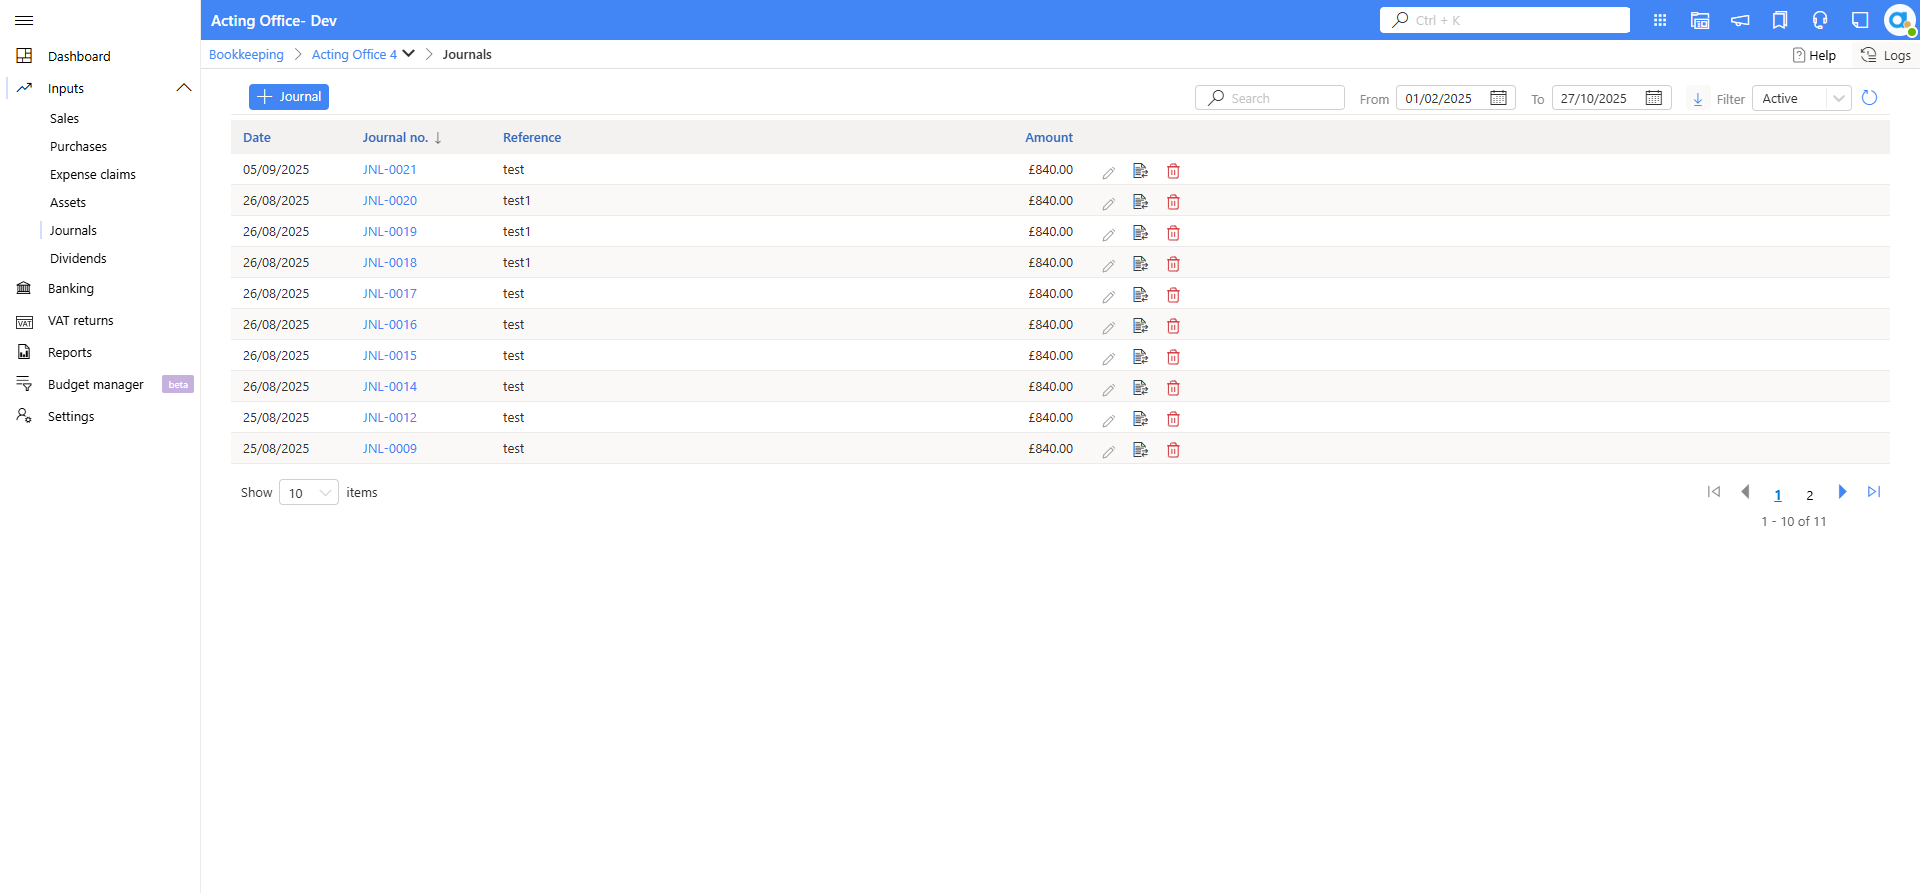 Acting Office- Dev
Ctrl + K
Dashboard
Inputs
Sales
Purchases
Expense claims
Assets
Journals
Dividends
Banking
VAT returns
Reports
Budget manager beta
Settings
Bookkeeping Acting Office 4 Journals
Help Logs
Journal
Search From 01/02/2025 To 27/10/2025 Filter Active
Date Journal no. Reference Amount
05/09/2025 JNL-0021 test £840.00
26/08/2025 JNL-0020 test1 £840.00
26/08/2025 JNL-0019 test1 £840.00
26/08/2025 JNL-0018 test1 £840.00
26/08/2025 JNL-0017 test £840.00
26/08/2025 JNL-0016 test £840.00
26/08/2025 JNL-0015 test £840.00
26/08/2025 JNL-0014 test £840.00
25/08/2025 JNL-0012 test £840.00
25/08/2025 JNL-0009 test £840.00
Show 10 items
1 2
1 - 10 of 11